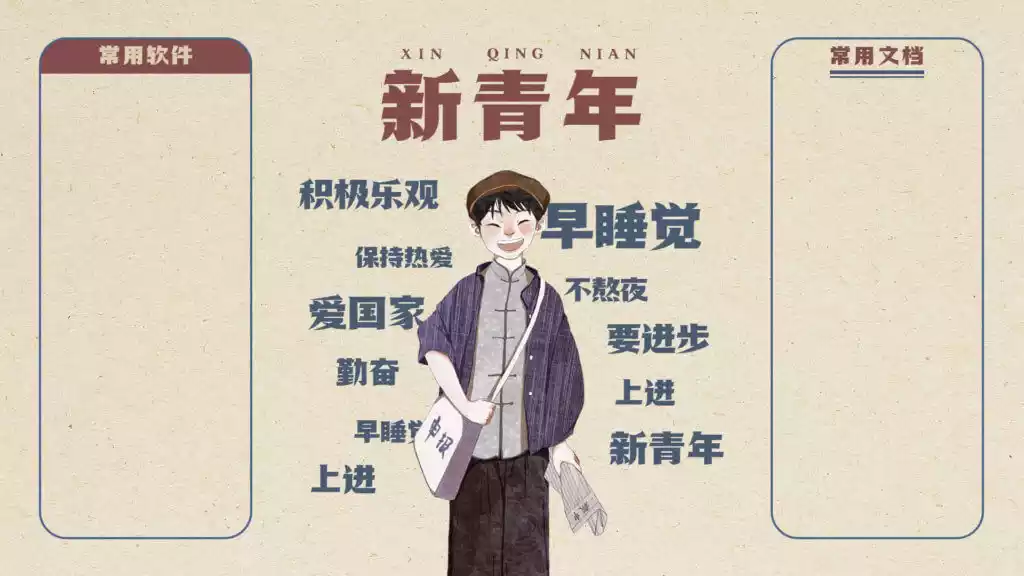 常用软件
XIN QING NIAN
新青年
常用文档
积极乐观
早睡觉
保持热爱
不熬夜
爱国家
要进步
勤奋
上进
早睡觉
申报
新青年
上进